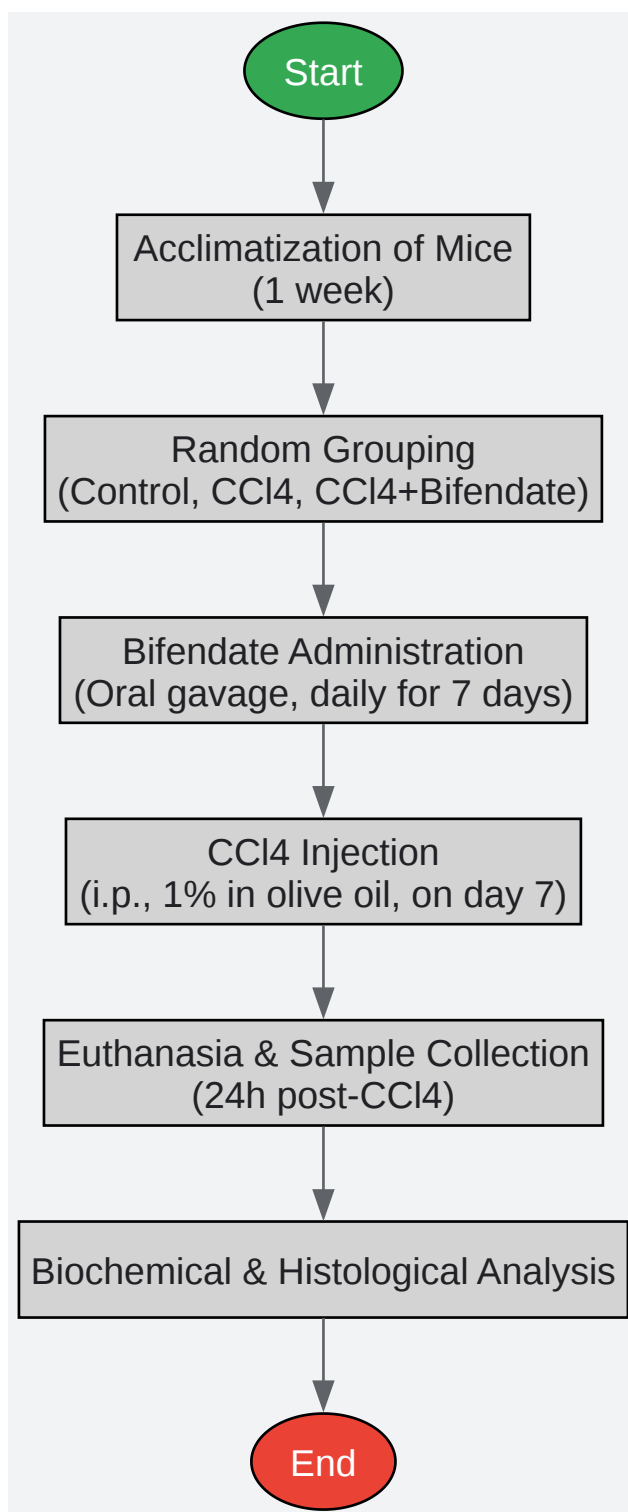 Start
Acclimatization of Mice
(1 week)
Random Grouping
(Control, CCl4, CCl4+Bifendate)
Bifendate Administration
(Oral gavage, daily for 7 days)
CCl4 Injection
(i.p., 1% in olive oil, on day 7)
Euthanasia & Sample Collection
(24h post-CCl4)
Biochemical & Histological Analysis
End